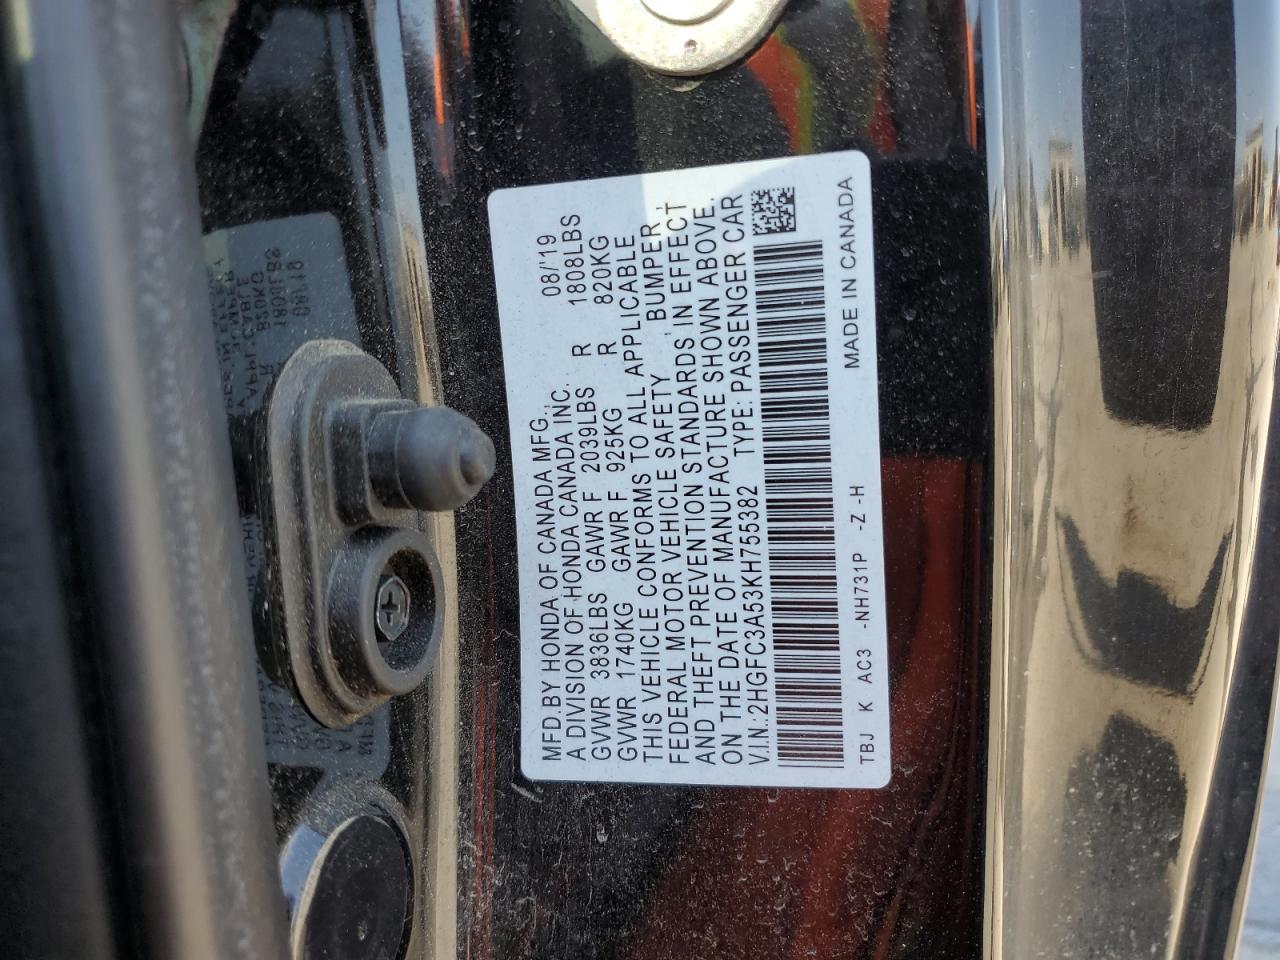 MFD. BY HONDA OF CANADA MFG., 08/19
A DIVISION OF HONDA CANADA INC.
GVWR 3836LBS GAWR F 2039LBS R 1808LBS
GVWR 1740KG GAWR F 925KG R 820KG
THIS VEHICLE CONFORMS TO ALL APPLICABLE
FEDERAL MOTOR VEHICLE SAFETY , BUMPER,
AND THEFT PREVENTION STANDARDS IN EFFECT
ON THE DATE OF MANUFACTURE SHOWN ABOVE.
V.I.N.: 2HGFC3A53KH755382 TYPE: PASSENGER CAR
TBJ K AC3 -NH731P -Z -H MADE IN CANADA